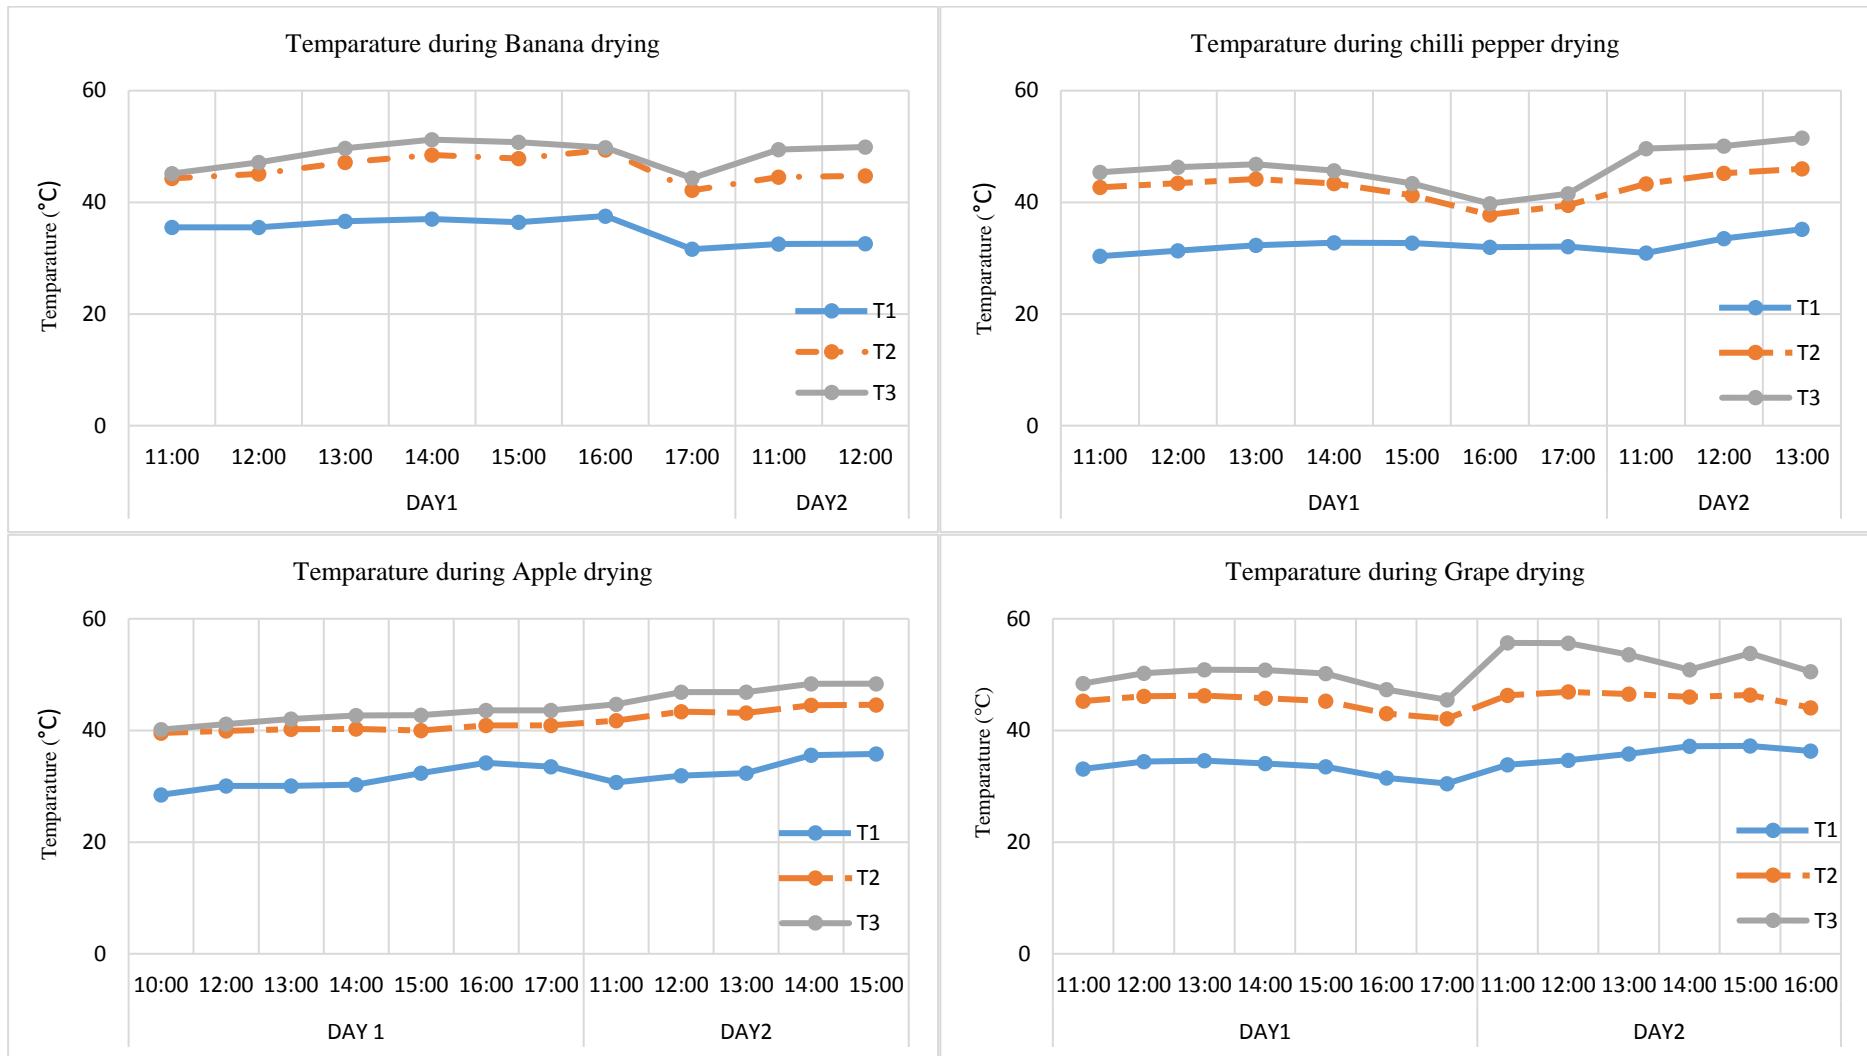 Temparature during Banana drying
60
40
20
0
Temparature (°C)
T1
T2
T3
11:00 12:00 13:00 14:00 15:00 16:00 17:00 11:00 12:00
DAY1 DAY2
Temparature during chilli pepper drying
60
40
20
0
Temparature (°C)
T1
T2
T3
11:00 12:00 13:00 14:00 15:00 16:00 17:00 11:00 12:00 13:00
DAY1 DAY2
Temparature during Apple drying
60
40
20
0
Temparature (°C)
T1
T2
T3
10:00 12:00 13:00 14:00 15:00 16:00 17:00 11:00 12:00 13:00 14:00 15:00
DAY 1 DAY2
Temparature during Grape drying
60
40
20
0
Temparature (°C)
T1
T2
T3
11:00 12:00 13:00 14:00 15:00 16:00 17:00 11:00 12:00 13:00 14:00 15:00 16:00
DAY1 DAY2